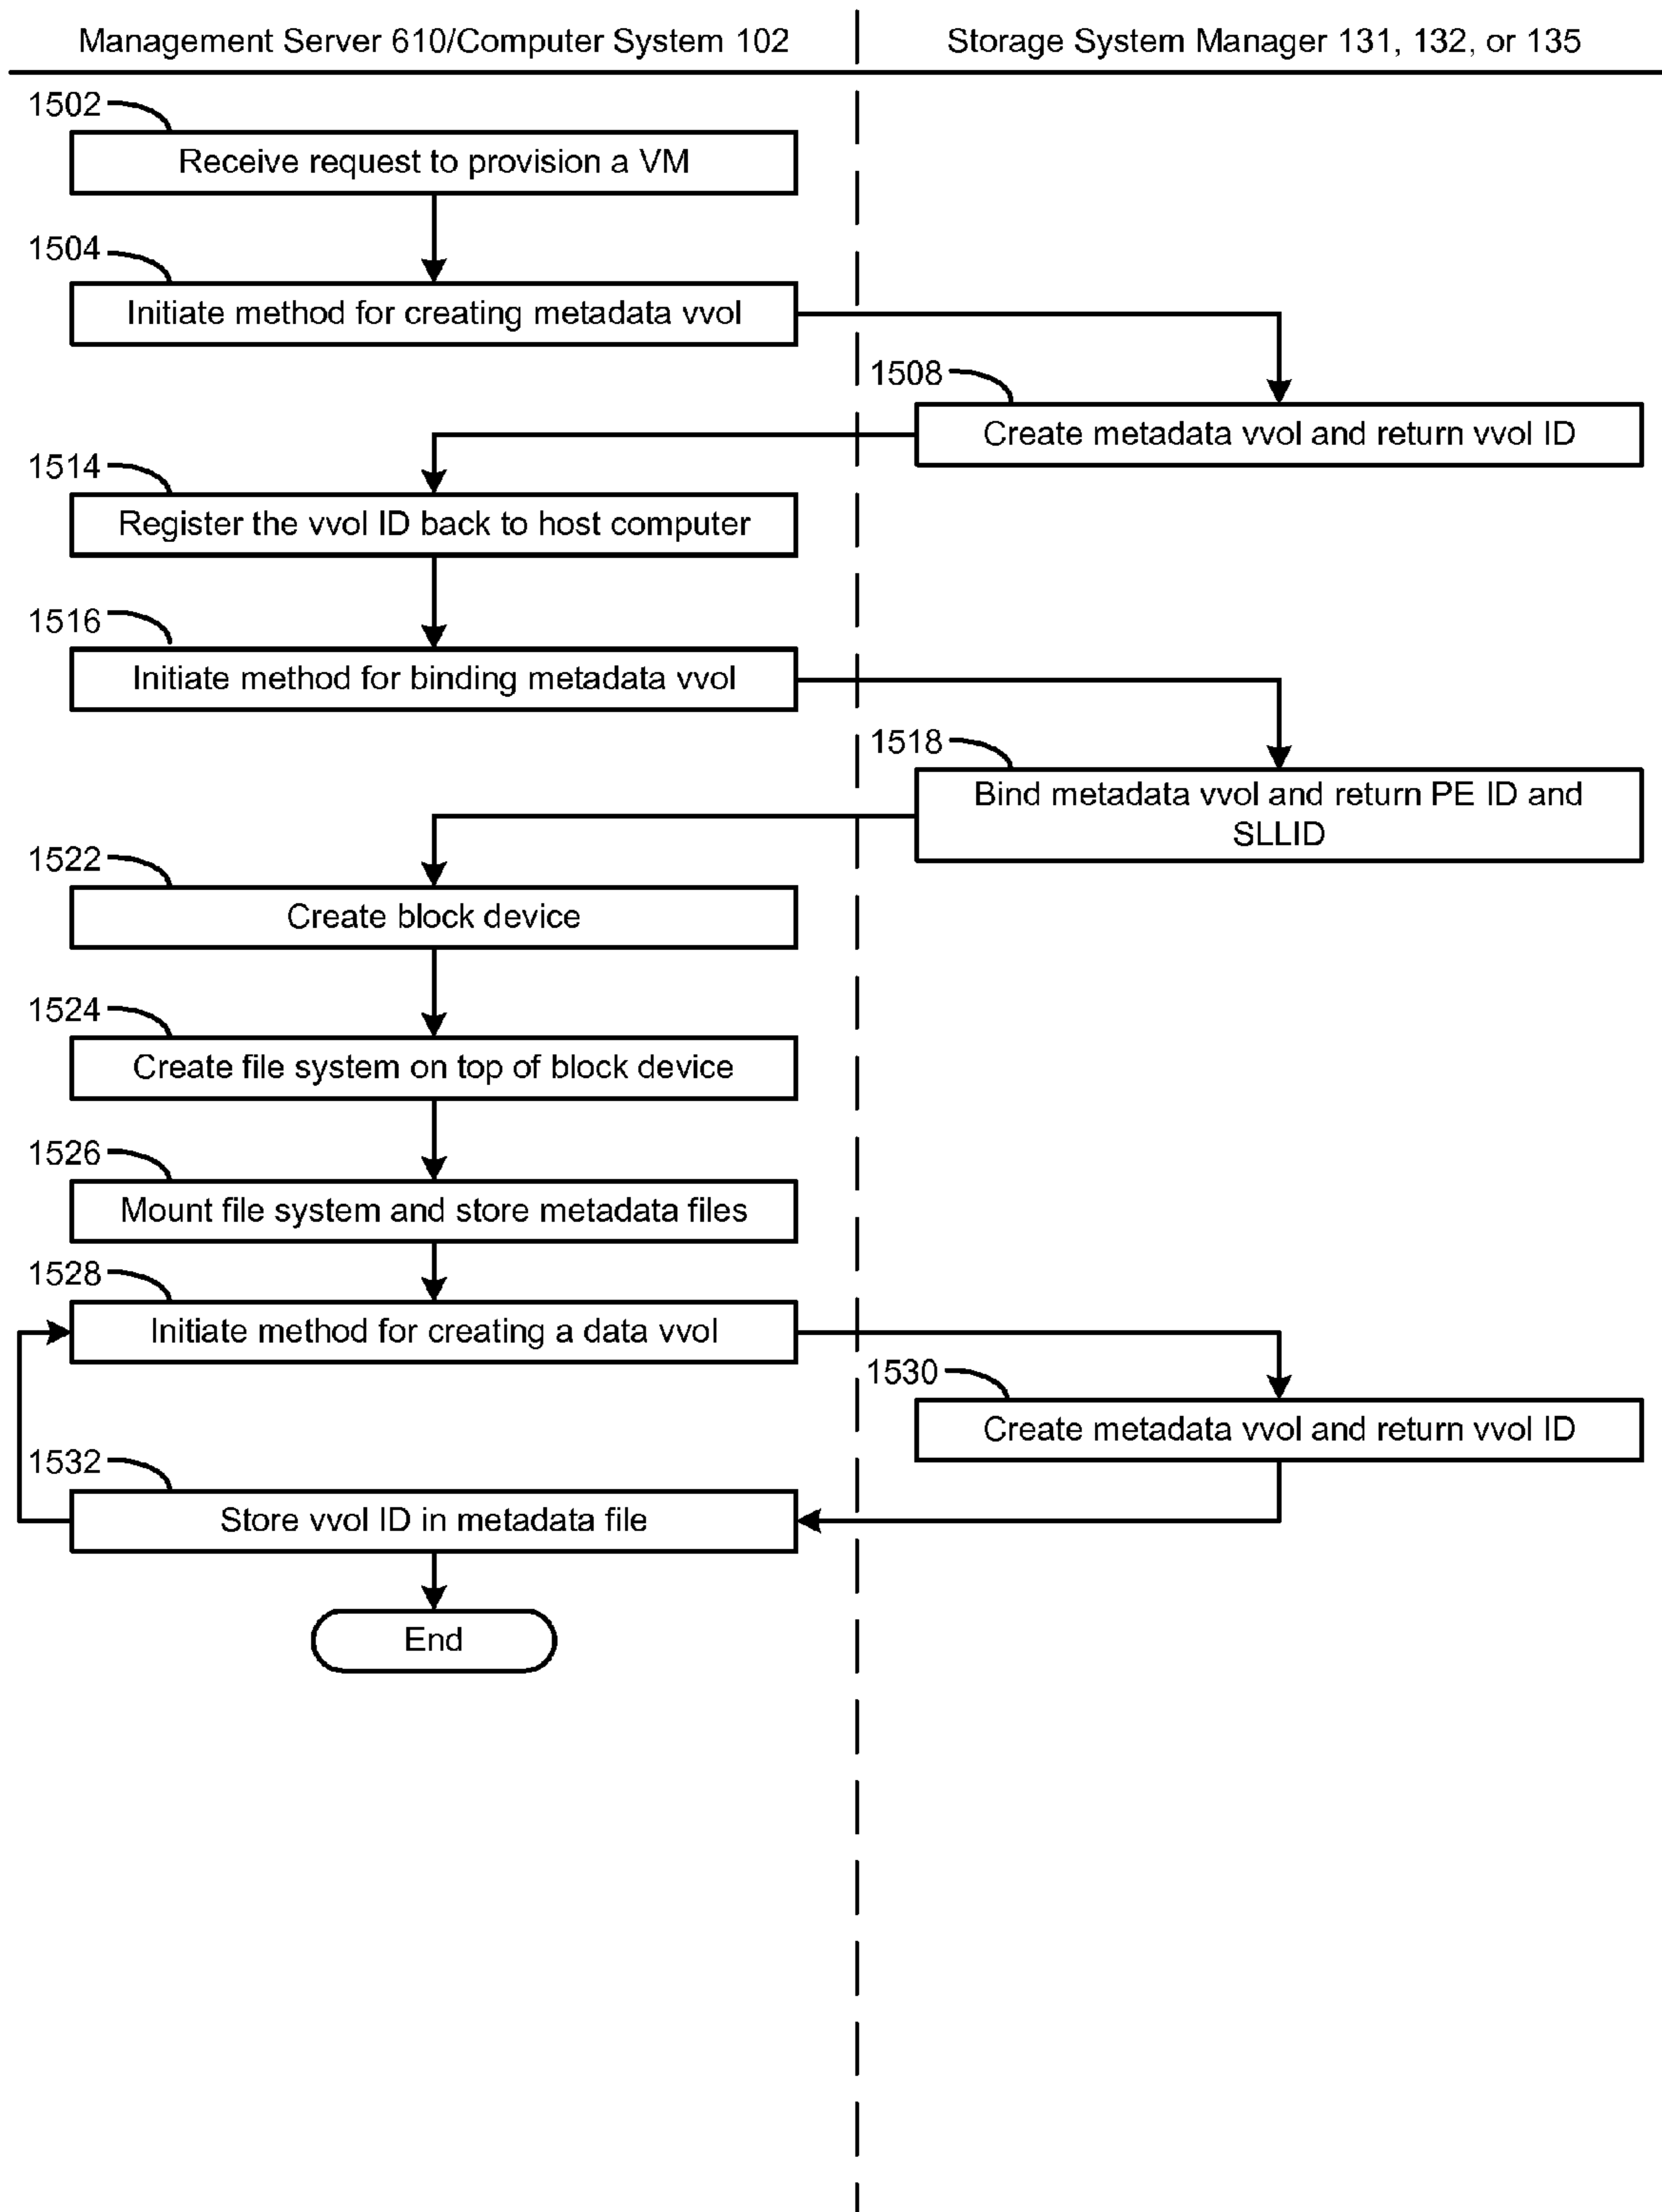 Management Server 610/Computer System 102
Storage System Manager 131, 132, or 135
1502
Receive request to provision a VM
1504
Initiate method for creating metadata vvol
1508
Create metadata vvol and return vvol ID
1514
Register the vvol ID back to host computer
1516
Initiate method for binding metadata vvol
1518
Bind metadata vvol and return PE ID and
SLLID
1522
Create block device
1524
Create file system on top of block device
1526
Mount file system and store metadata files
1528
Initiate method for creating a data vvol
1530
Create metadata vvol and return vvol ID
1532
Store vvol ID in metadata file
End